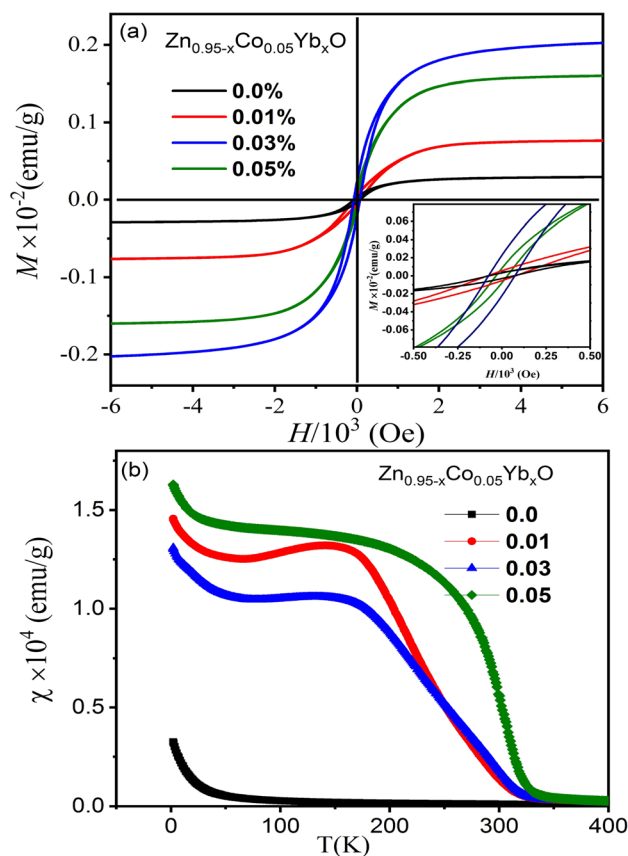 (a)
Zn0.95-xCo0.05YbxO
0.0%
0.01%
0.03%
0.05%
M ×10-2(emu/g)
0.2
0.1
0.0
-0.1
-0.2
M ×10-2(emu/g)
0.06
0.04
0.02
0.00
-0.02
-0.04
-0.06
-0.50 -0.25 0.00 0.25 0.50
H/103 (Oe)
-6 -4 -2 0 2 4 6
H/103 (Oe)
(b)
Zn0.95-xCo0.05YbxO
0.0
0.01
0.03
0.05
χ ×104 (emu/g)
1.5
1.0
0.5
0.0
0 100 200 300 400
T(K)